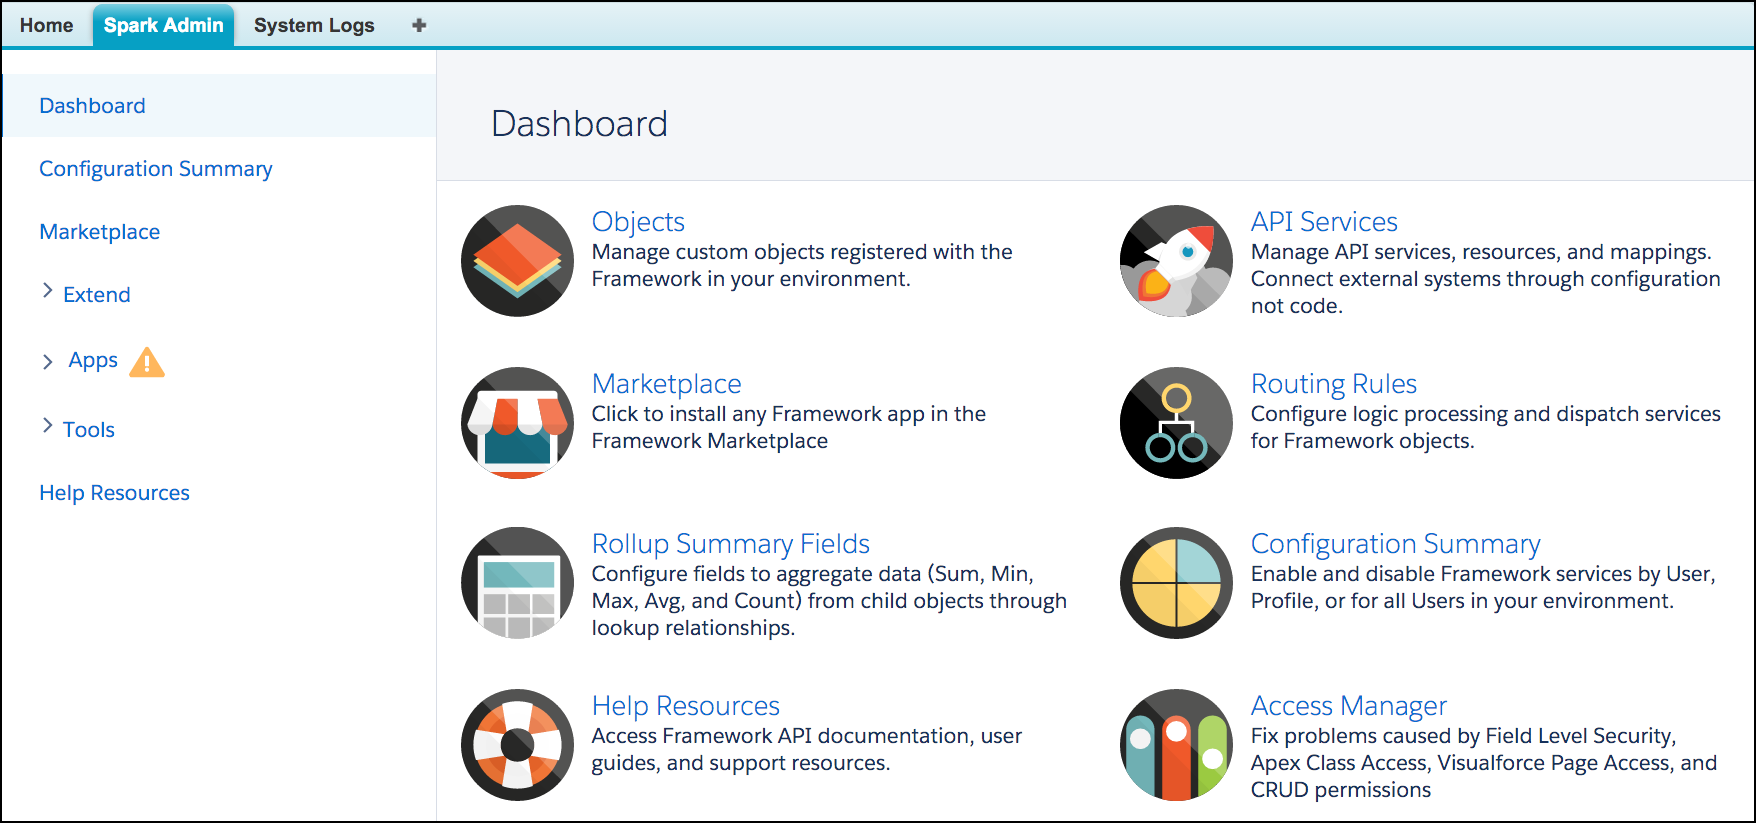 Home
Spark Admin
System Logs
Dashboard
Configuration Summary
Marketplace
Extend
Apps
Tools
Help Resources
Dashboard
Objects
Manage custom objects registered with the
Framework in your environment.
API Services
Manage API services, resources, and mappings.
Connect external systems through configuration
not code.
Marketplace
Click to install any Framework app in the
Framework Marketplace
Routing Rules
Configure logic processing and dispatch services
for Framework objects.
Rollup Summary Fields
Configure fields to aggregate data (Sum, Min,
Max, Avg, and Count) from child objects through
lookup relationships.
Configuration Summary
Enable and disable Framework services by User,
Profile, or for all Users in your environment.
Help Resources
Access Framework API documentation, user
guides, and support resources.
Access Manager
Fix problems caused by Field Level Security,
Apex Class Access, Visualforce Page Access, and
CRUD permissions